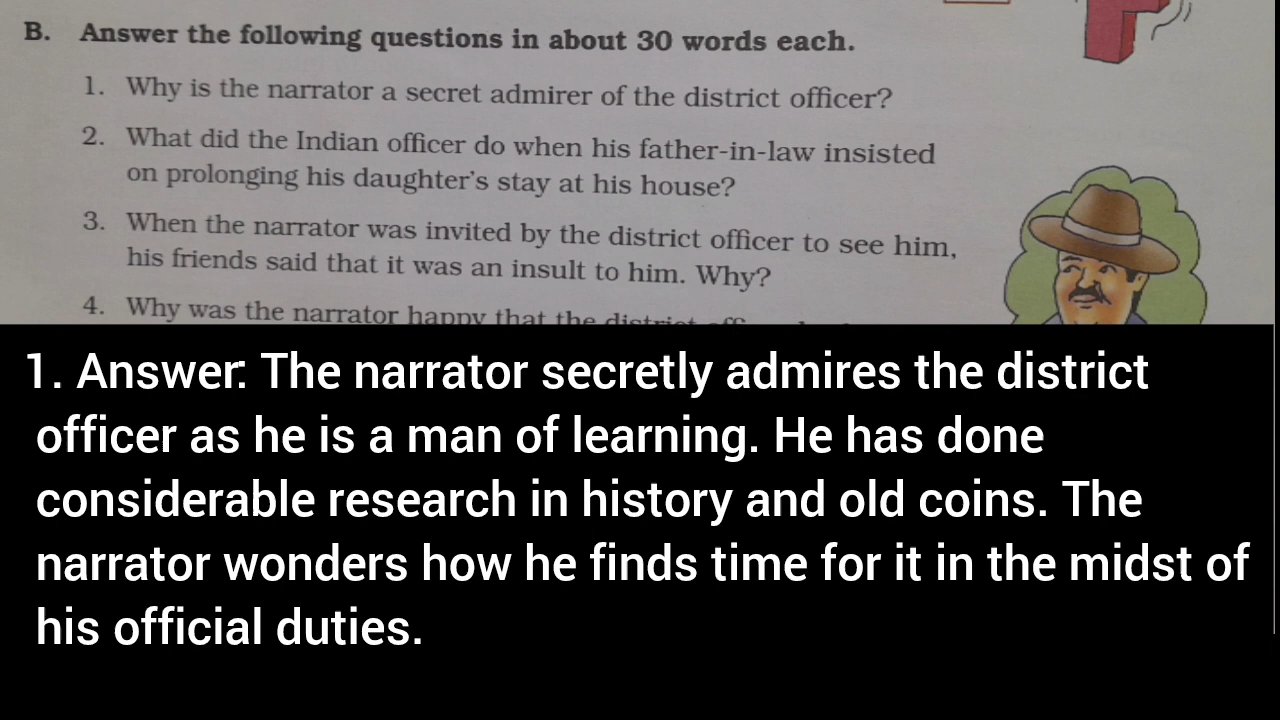 B. Answer the following questions in about 30 words each.
1. Why is the narrator a secret admirer of the district officer?
2. What did the Indian officer do when his father-in-law insisted
on prolonging his daughter's stay at his house?
3. When the narrator was invited by the district officer to see him,
his friends said that it was an insult to him. Why?
4. Why was the narrator happy that the district
1. Answer: The narrator secretly admires the district
officer as he is a man of learning. He has done
considerable research in history and old coins. The
narrator wonders how he finds time for it in the midst of
his official duties.